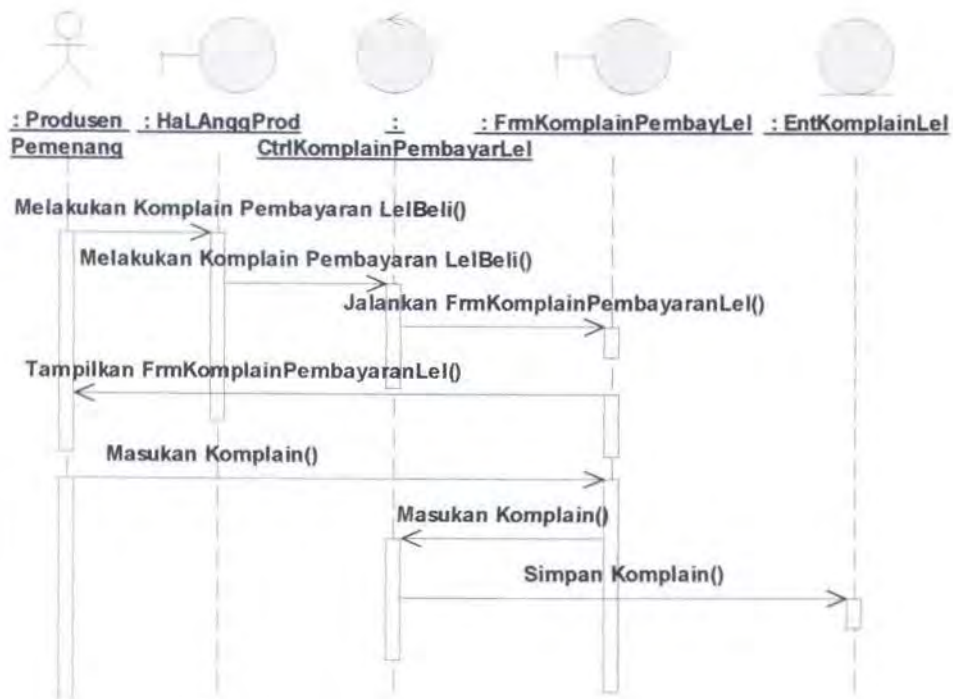 : Produsen Pemenang
: HaLAnggProd
: CtrlKomplainPembayarLel
: FrmKomplainPembayLel
: EntKomplainLel
Melakukan Komplain Pembayaran LelBeli()
Melakukan Komplain Pembayaran LelBeli()
Jalankan FrmKomplainPembayaranLel()
Tampilkan FrmKomplainPembayaranLel()
Masukan Komplain()
Masukan Komplain()
Simpan Komplain()